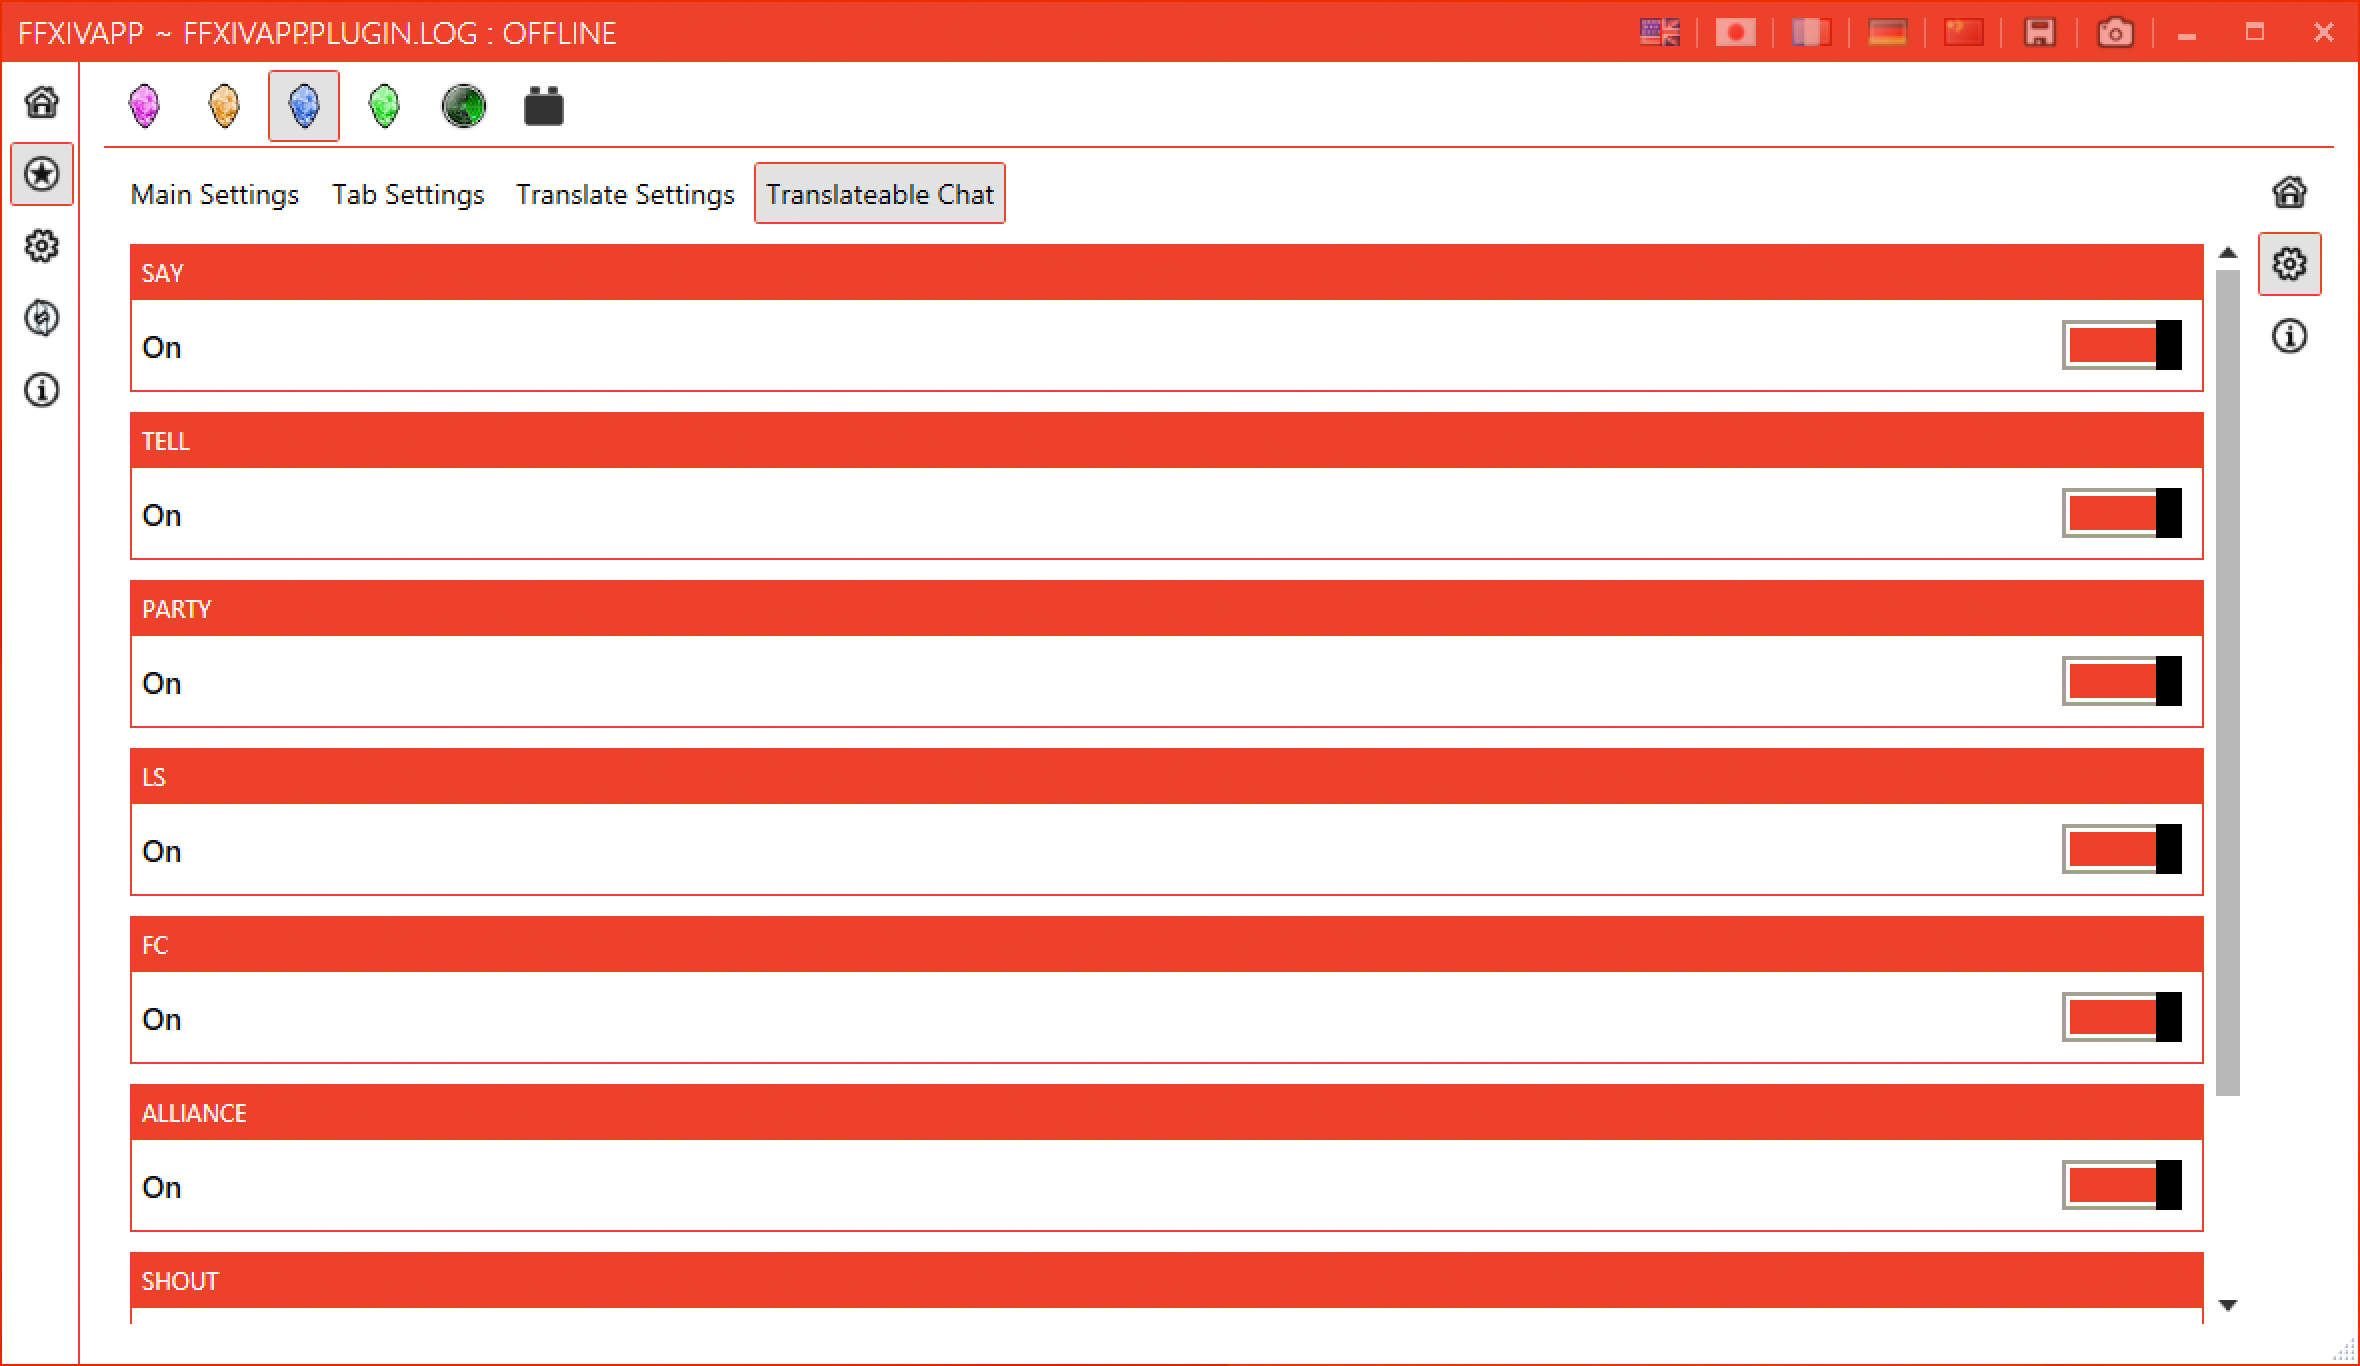 FFXIVAPP ~ FFXIVAPP.PLUGIN.LOG : OFFLINE
Main Settings Tab Settings Translate Settings Translateable Chat
SAY
On
TELL
On
PARTY
On
LS
On
FC
On
ALLIANCE
On
SHOUT